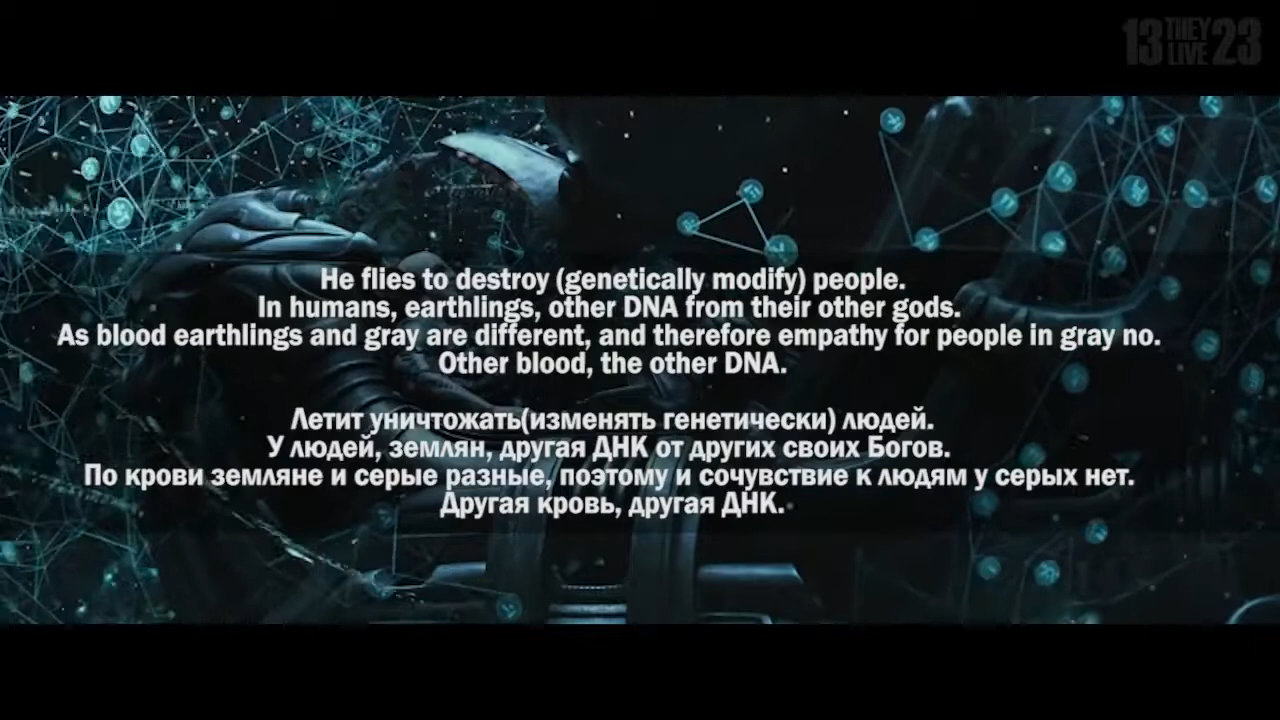 13 THEY LIVE 23
He flies to destroy (genetically modify) people.
In humans, earthlings, other DNA from their other gods.
As blood earthlings and gray are different, and therefore empathy for people in gray no.
Other blood, the other DNA.
Летит уничтожать(изменять генетически) людей.
У людей, землян, другая ДНК от других своих Богов.
По крови земляне и серые разные, поэтому и сочувствие к людям у серых нет.
Другая кровь, другая ДНК.